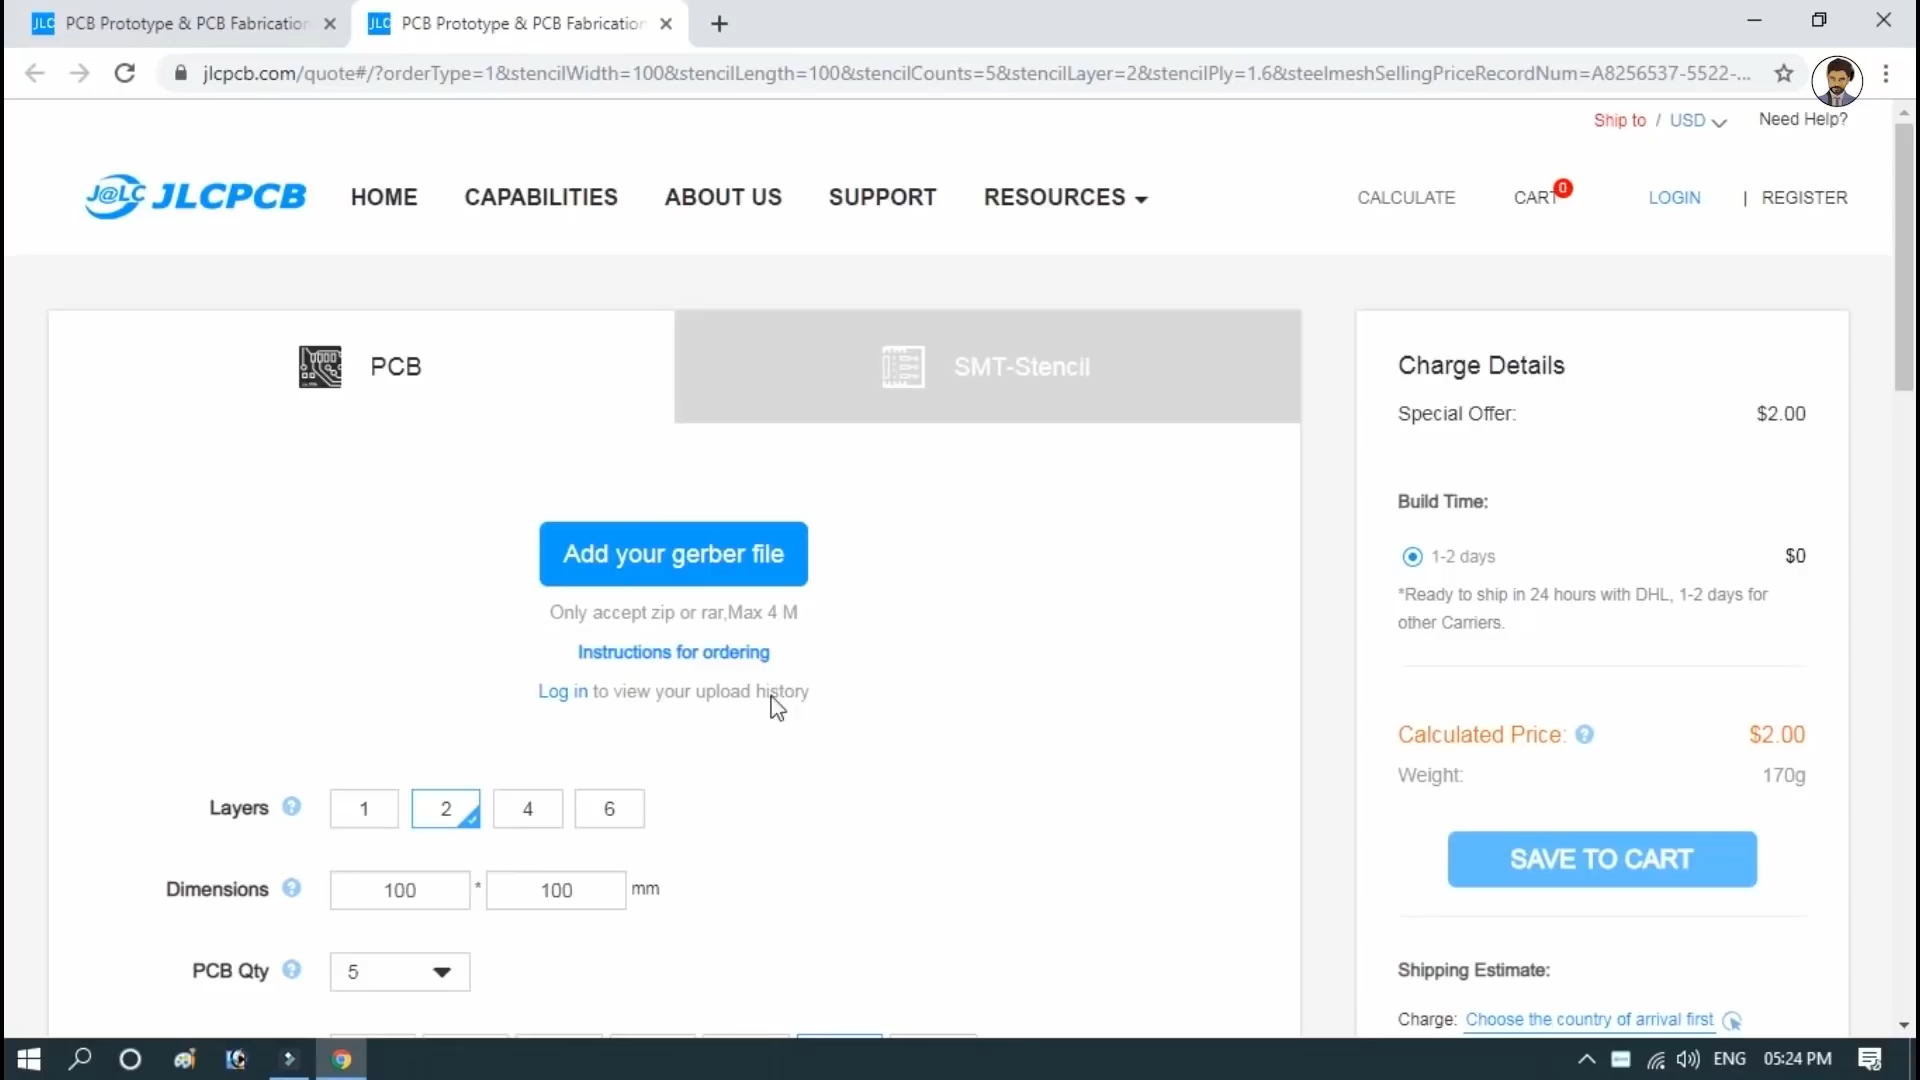 JLC PCB Prototype & PCB Fabrication
JLC PCB Prototype & PCB Fabrication
jlcpcb.com/quote#/?orderType=1&stencilWidth=100&stencilLength=100&stencilCounts=5&stencilLayer=2&stencilPly=1.6&steelmeshSellingPriceRecordNum=A8256537-5522-...
Ship to / USD Need Help?
J@LC JLCPCB HOME CAPABILITIES ABOUT US SUPPORT RESOURCES CALCULATE CART 0 LOGIN | REGISTER
PCB
SMT-Stencil
Add your gerber file
Only accept zip or rar,Max 4 M
Instructions for ordering
Log in to view your upload history
Layers ? 1 2 4 6
Dimensions ? 100 * 100 mm
PCB Qty ? 5
Charge Details
Special Offer: $2.00
Build Time:
1-2 days $0
*Ready to ship in 24 hours with DHL, 1-2 days for
other Carriers.
Calculated Price: ? $2.00
Weight: 170g
SAVE TO CART
Shipping Estimate:
Charge: Choose the country of arrival first
ENG 05:24 PM